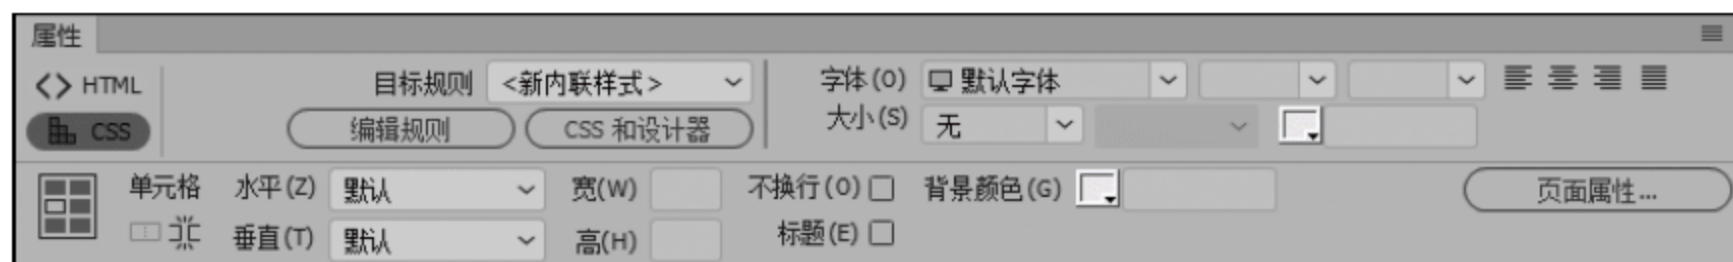 属性
<> HTML 目标规则 <新内联样式> 字体(O) 默认字体
CSS 编辑规则 CSS 和设计器 大小(S) 无
单元格 水平(Z) 默认 宽(W) 不换行(O) 背景颜色(G) 页面属性...
垂直(T) 默认 高(H) 标题(E)